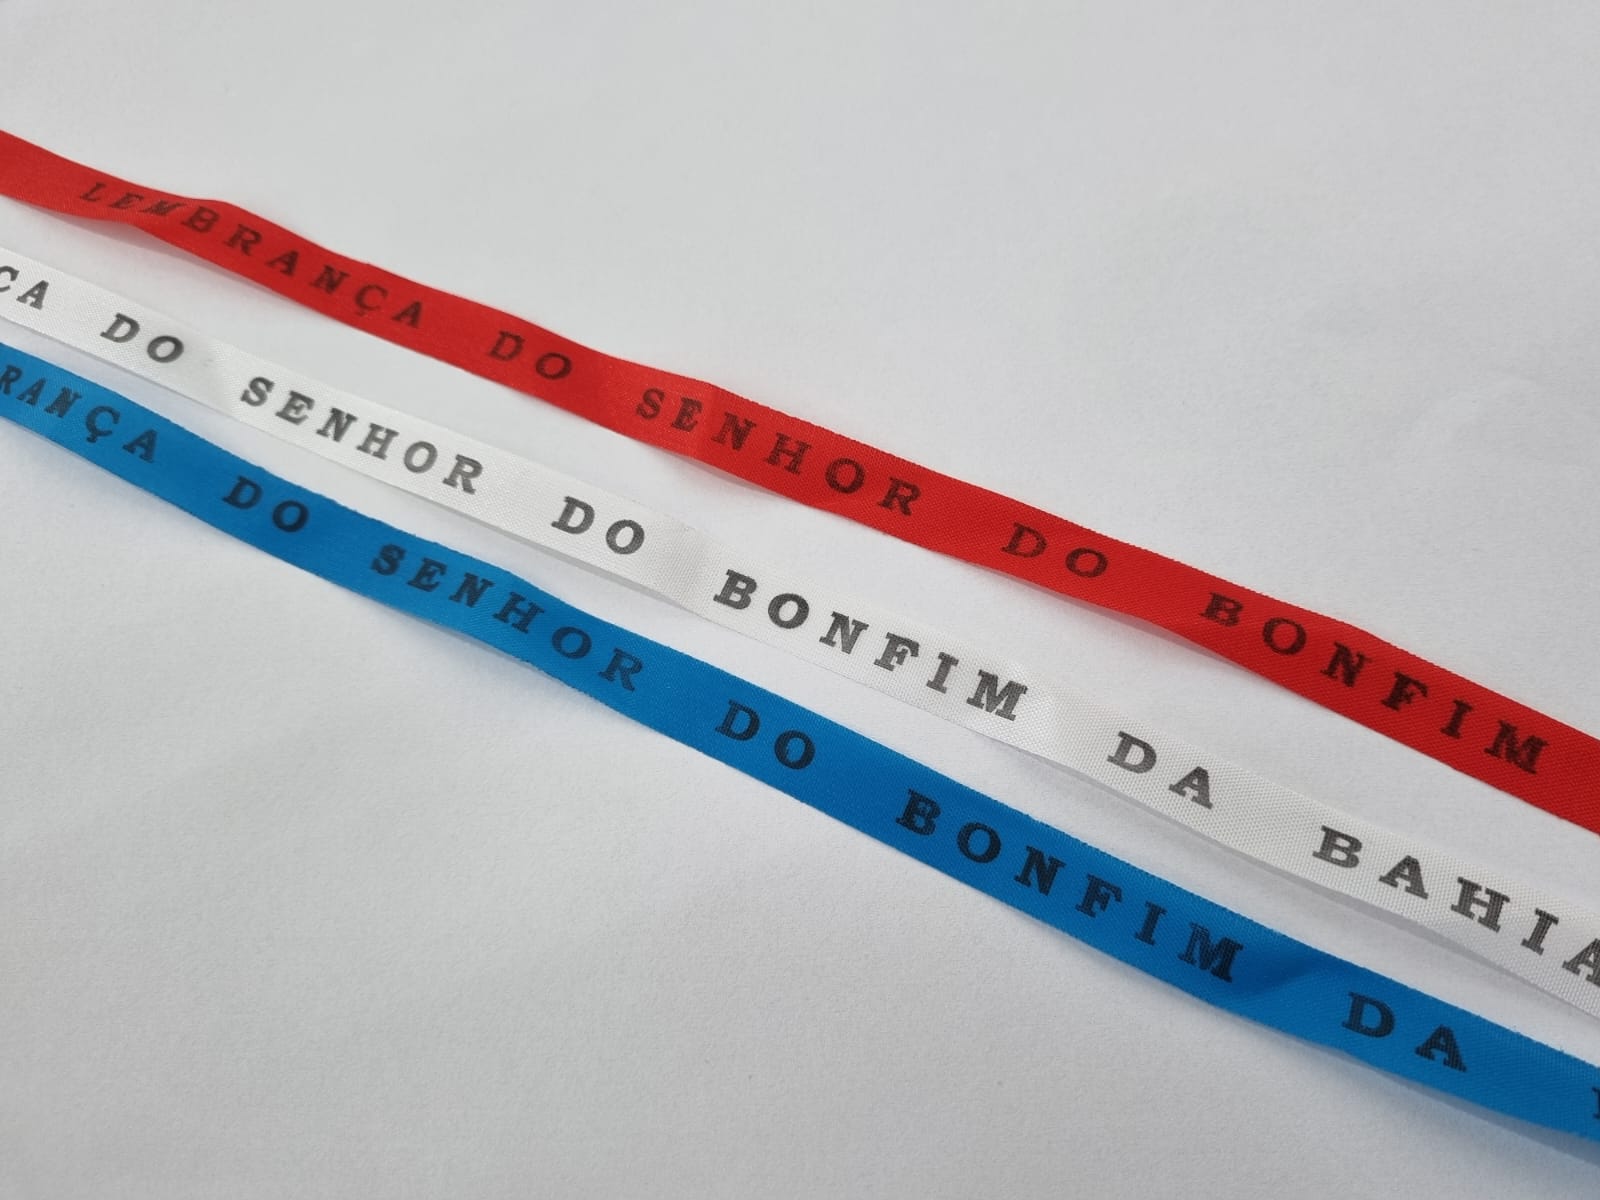 LEMBRANÇA DO SENHOR DO BONFIM
ÇA DO SENHOR DO BONFIM DA BAHIA
RANÇA DO SENHOR DO BONFIM DA